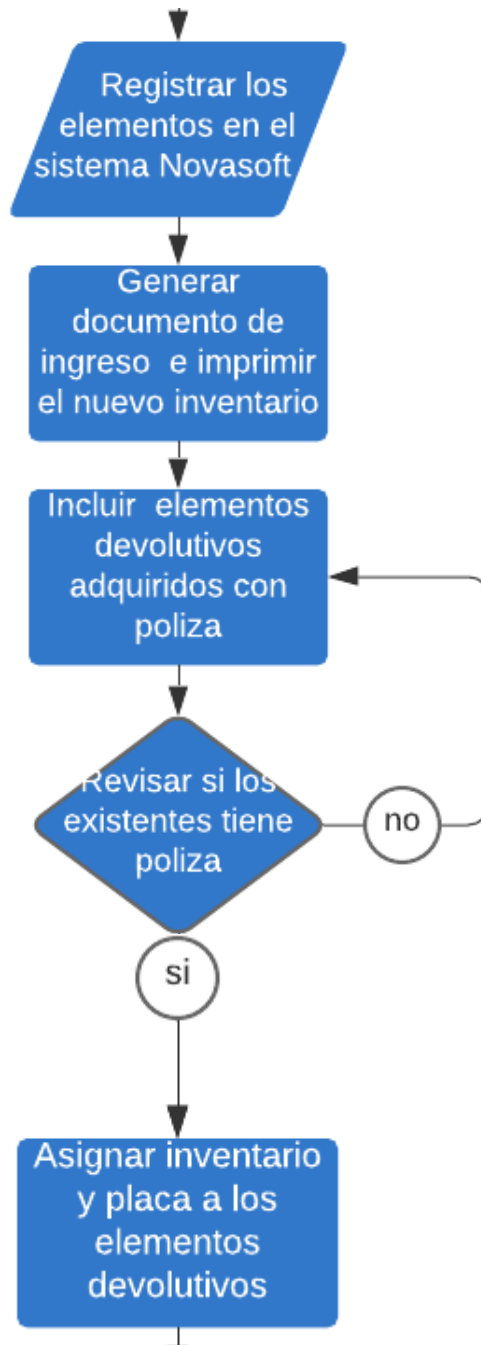 Registrar los
elementos en el
sistema Novasoft
Generar
documento de
ingreso e imprimir
el nuevo inventario
Incluir elementos
devolutivos
adquiridos con
poliza
Revisar si los
existentes tiene
poliza
no
si
Asignar inventario
y placa a los
elementos
devolutivos